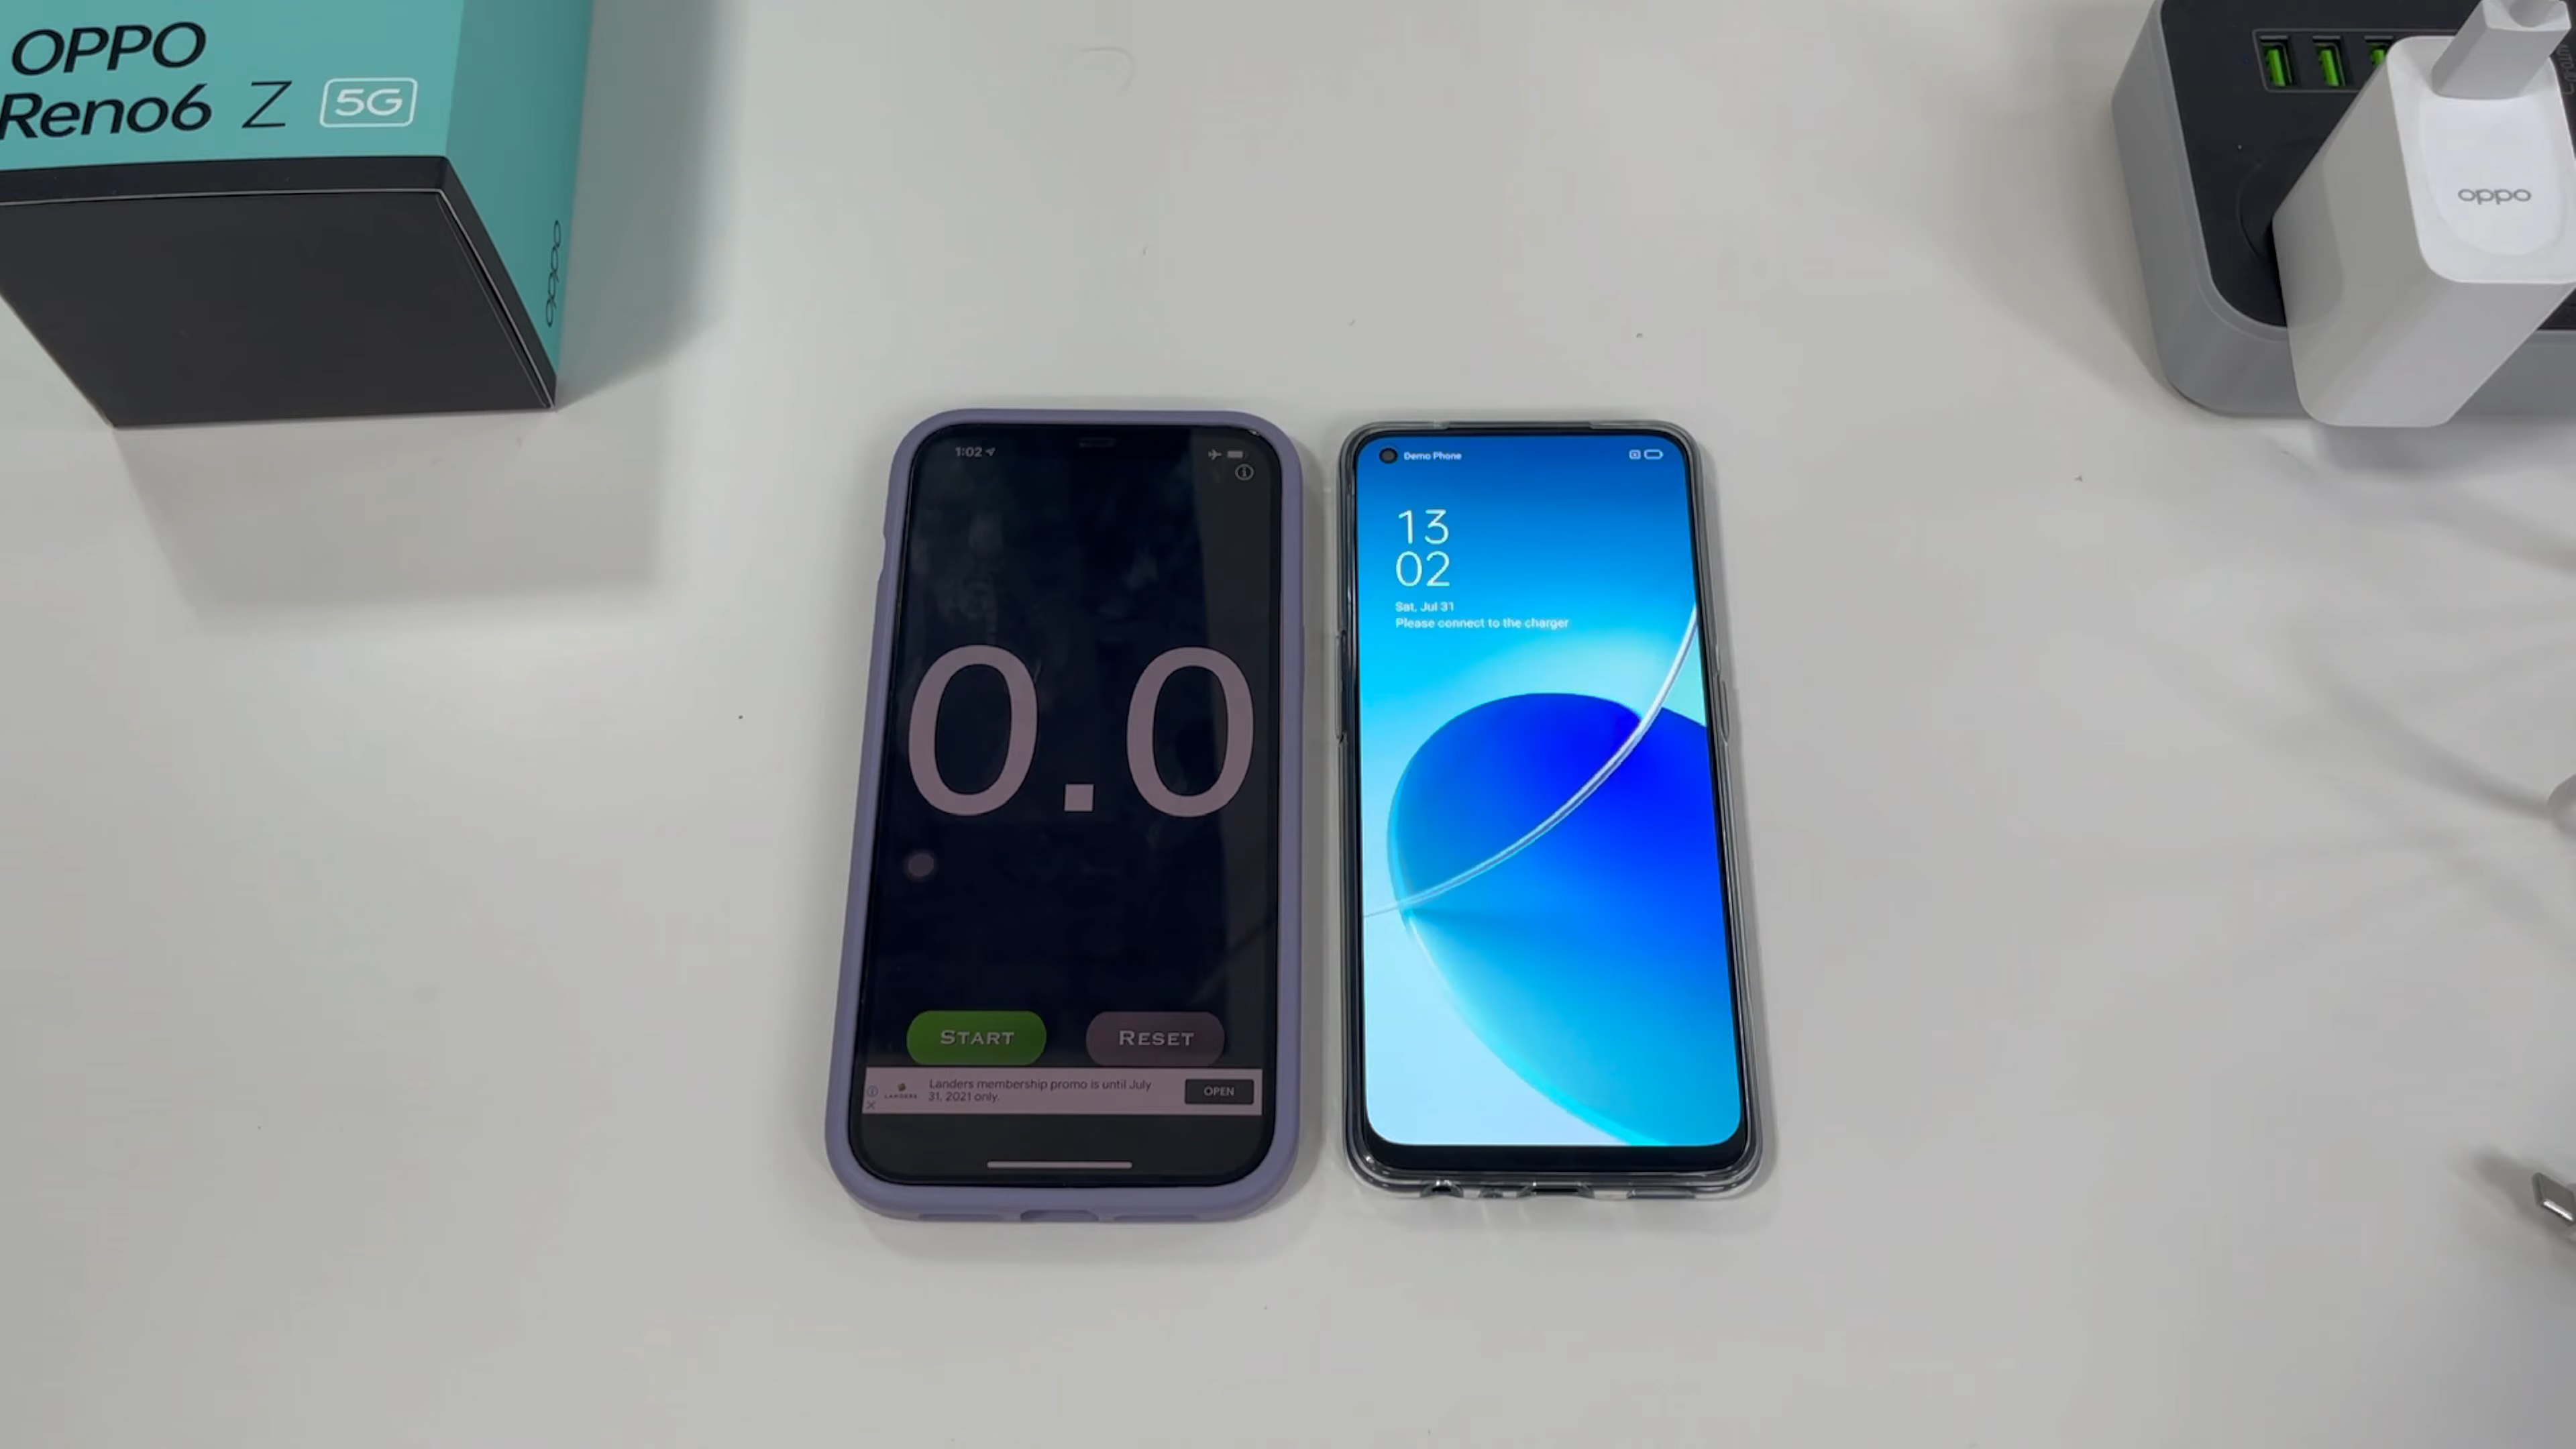 OPPO
Reno6 Z 5G
oppo
oppo
1:02
0.0
START
RESET
Landers membership promo is until July
31, 2021 only.
LANDERS
OPEN
Demo Phone
13
02
Sat, Jul 31
Please connect to the charger